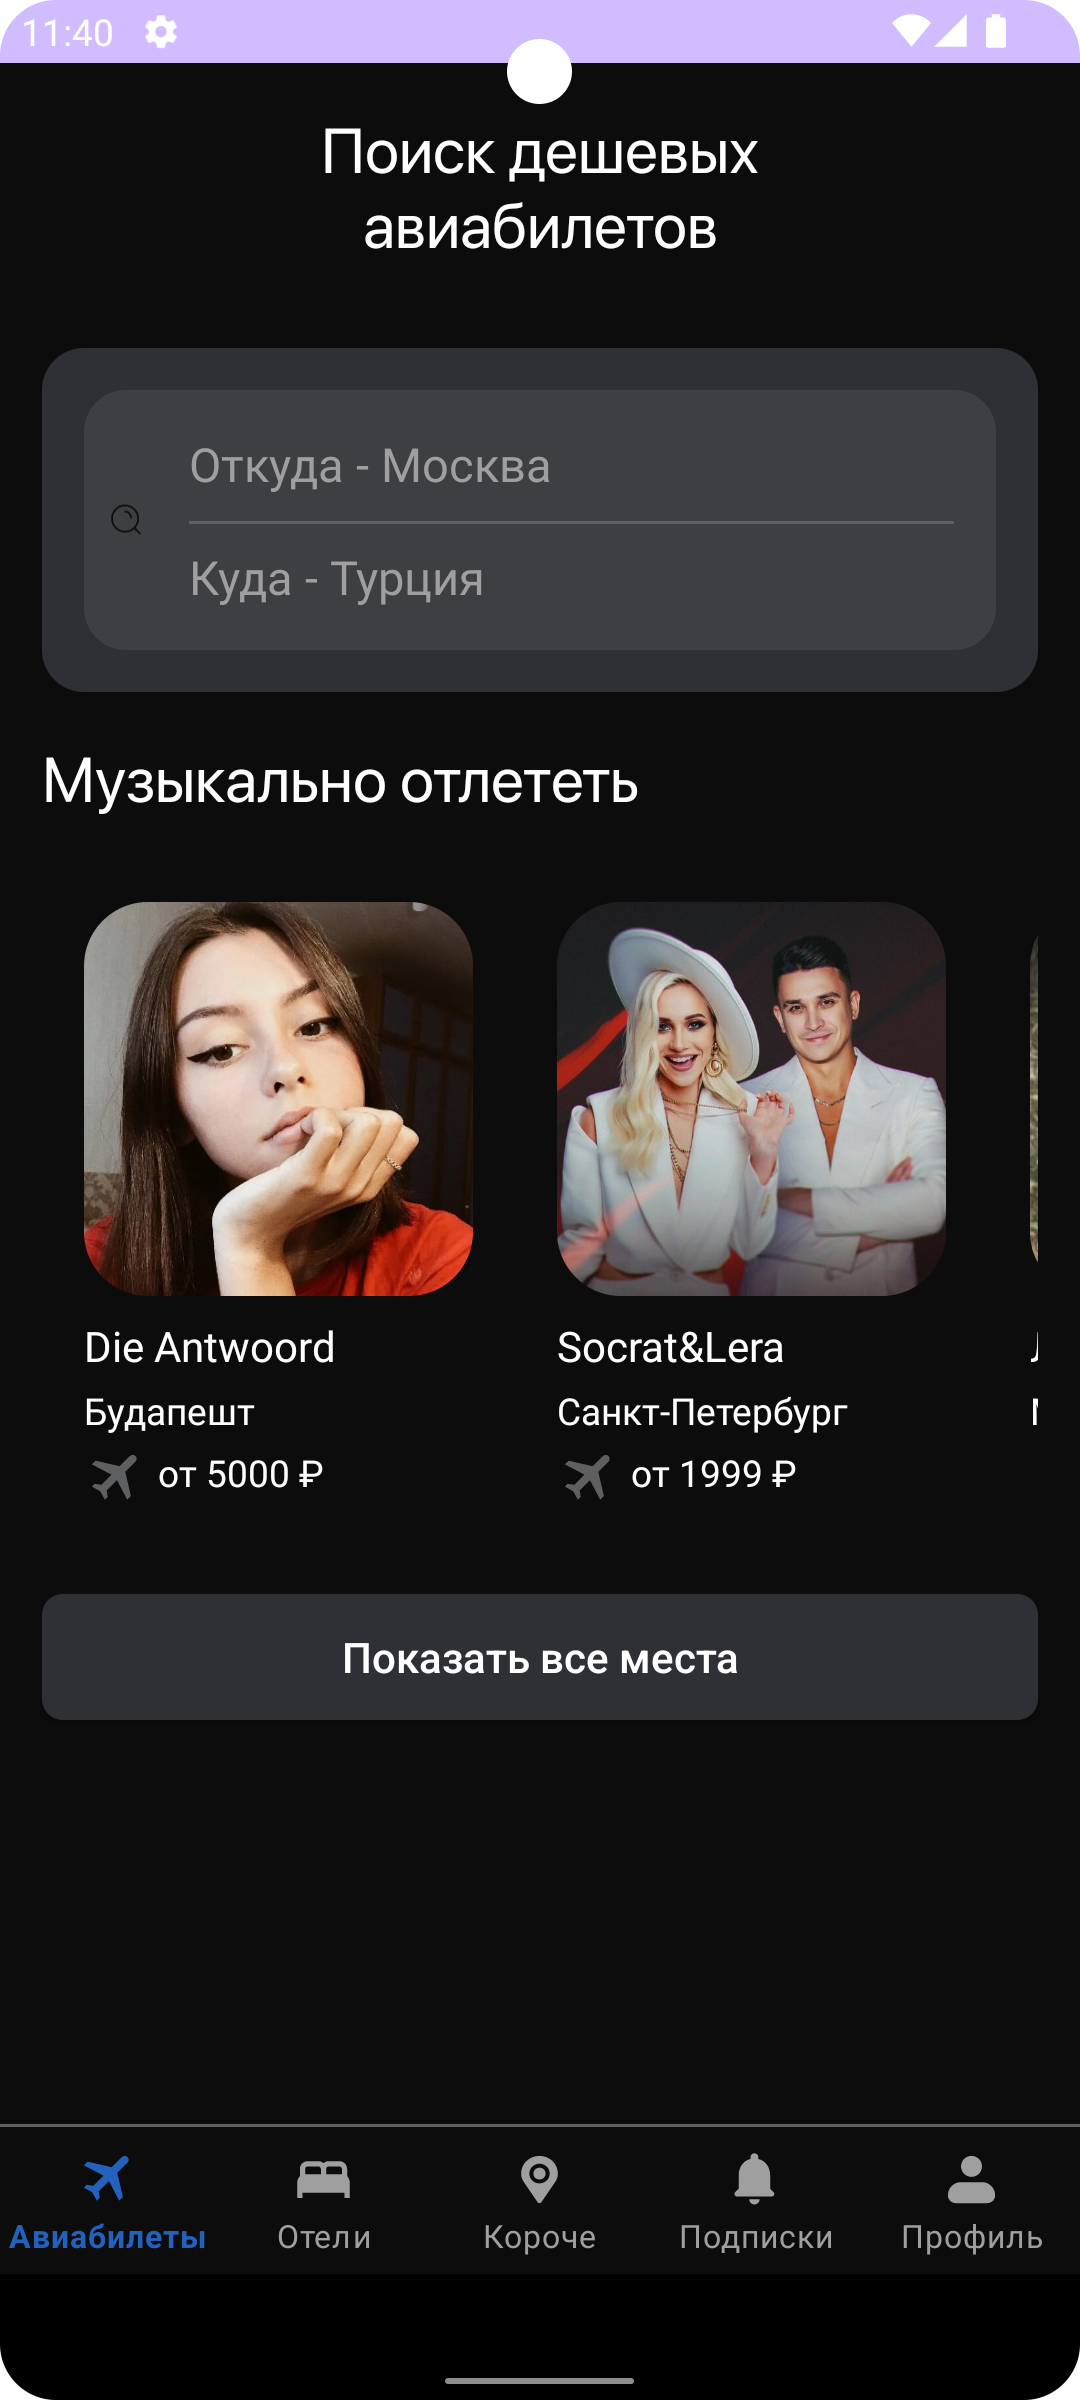 11:40
Поиск дешевых
авиабилетов
Откуда - Москва
Куда - Турция
Музыкально отлететь
Die Antwoord
Будапешт
от 5000 ₽
Socrat&Lera
Санкт-Петербург
от 1999 ₽
Показать все места
Авиабилеты
Отели
Короче
Подписки
Профиль